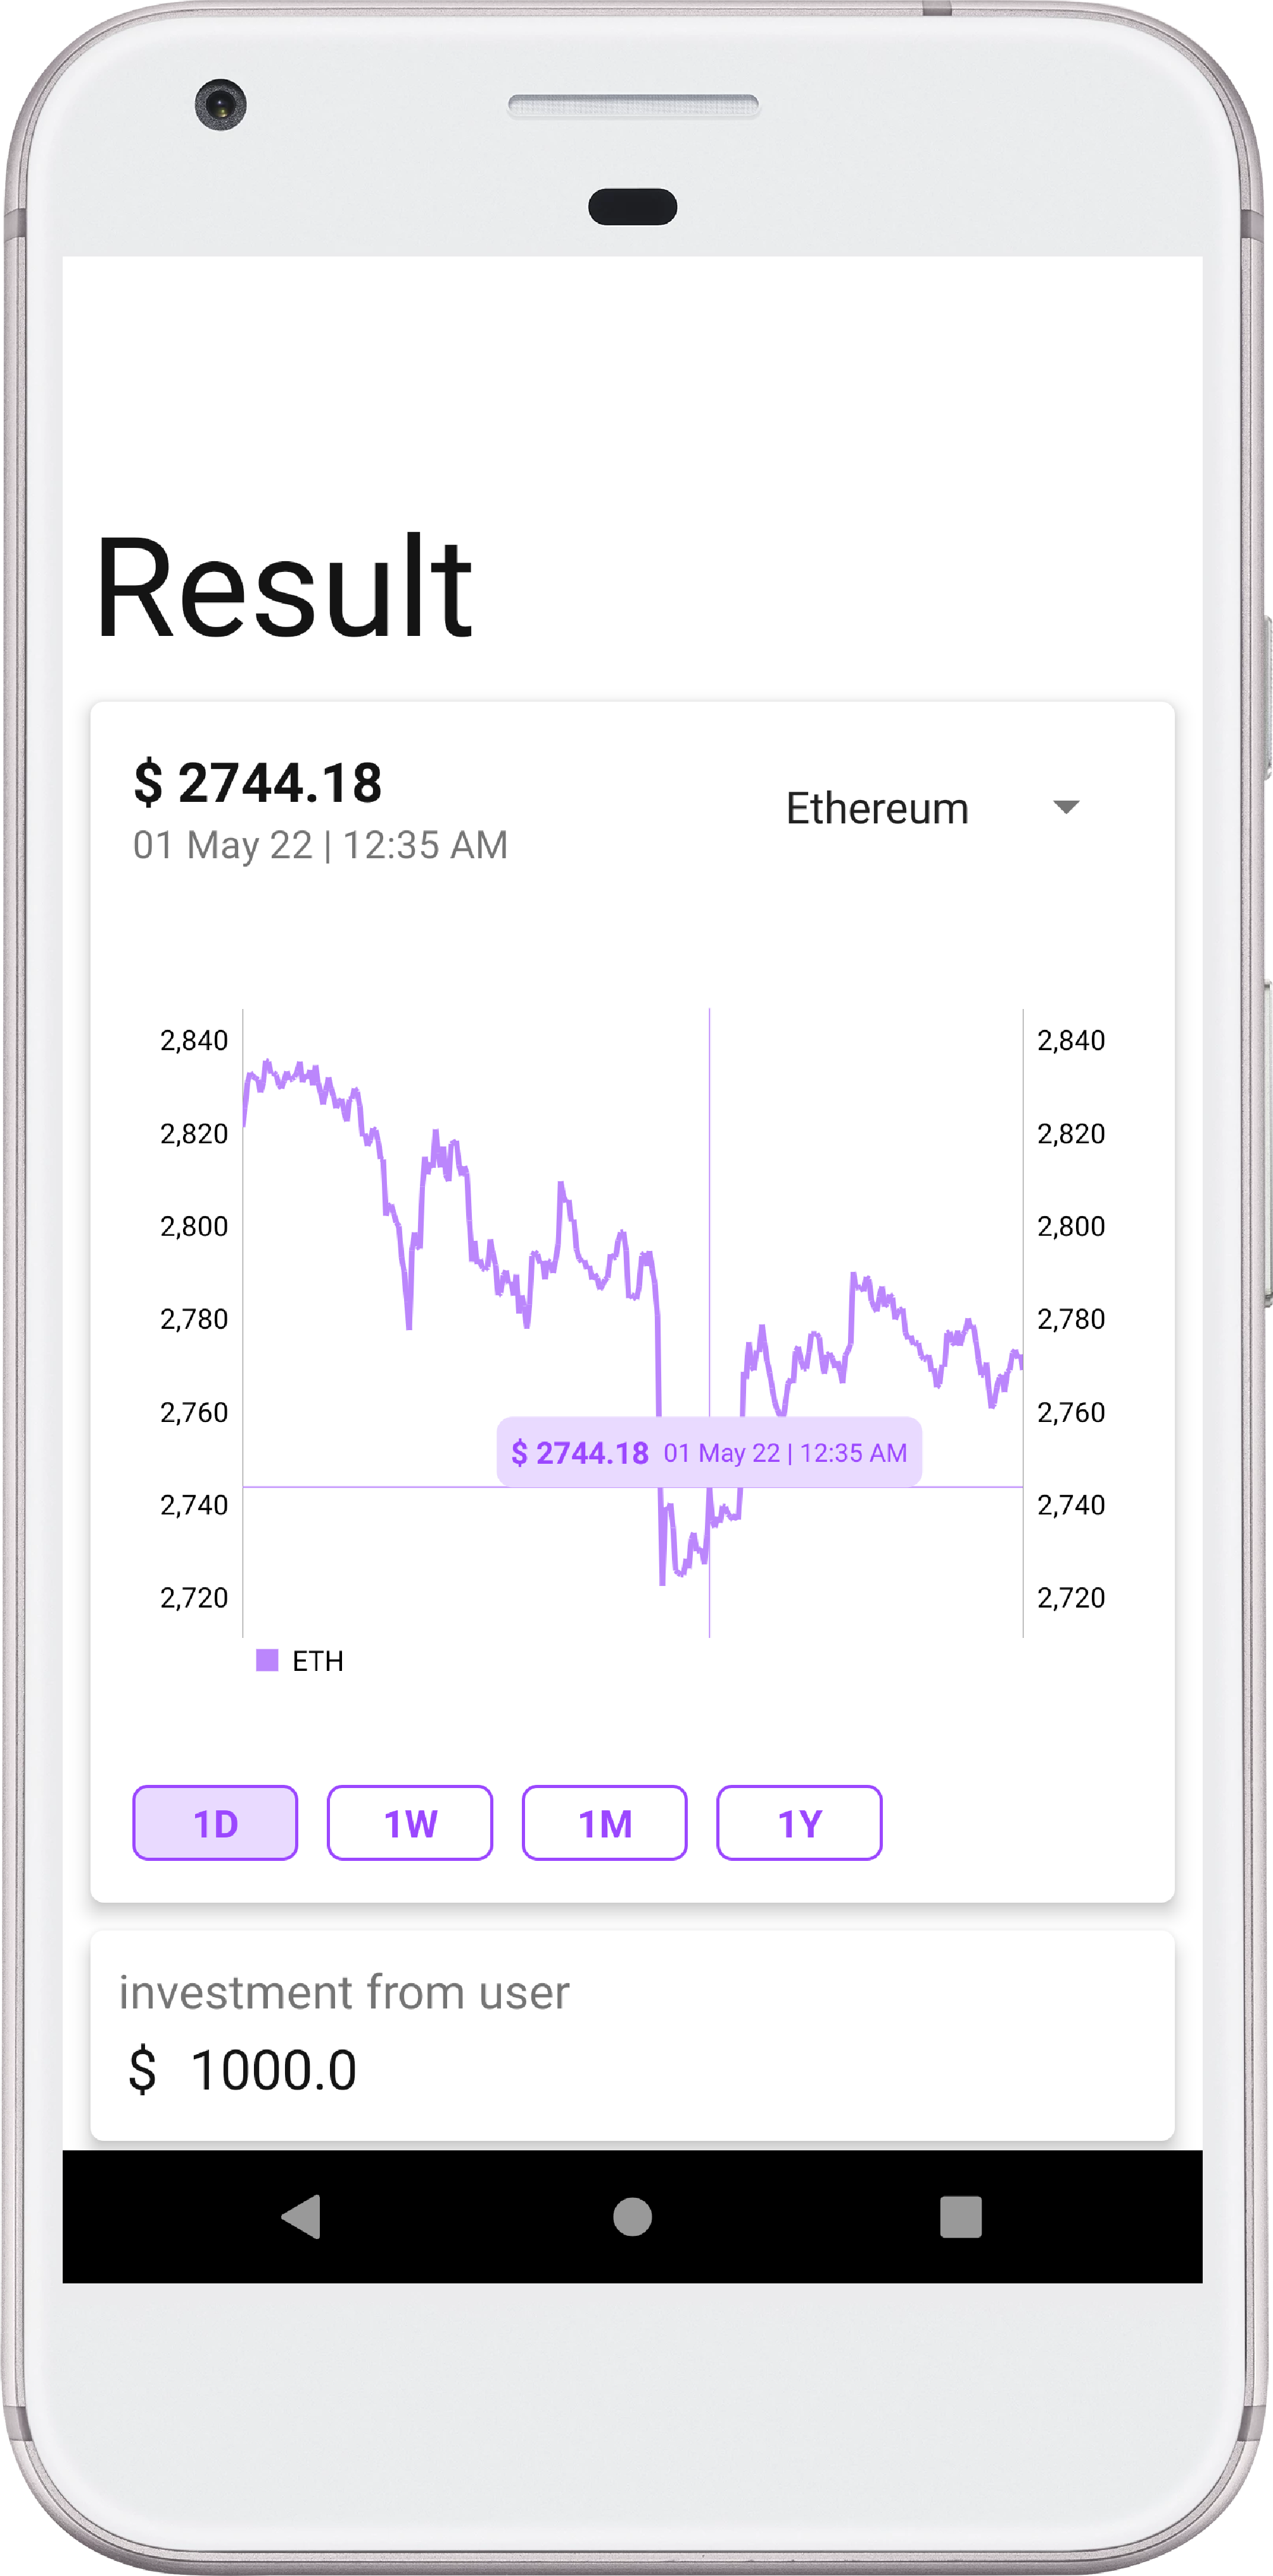 Result
$ 2744.18
Ethereum
01 May 22 | 12:35 AM
2,840 2,840
2,820 2,820
2,800 2,800
2,780 2,780
2,760 2,760
$ 2744.18 01 May 22 | 12:35 AM
2,740 2,740
2,720 2,720
ETH
1D 1W 1M 1Y
investment from user
$ 1000.0